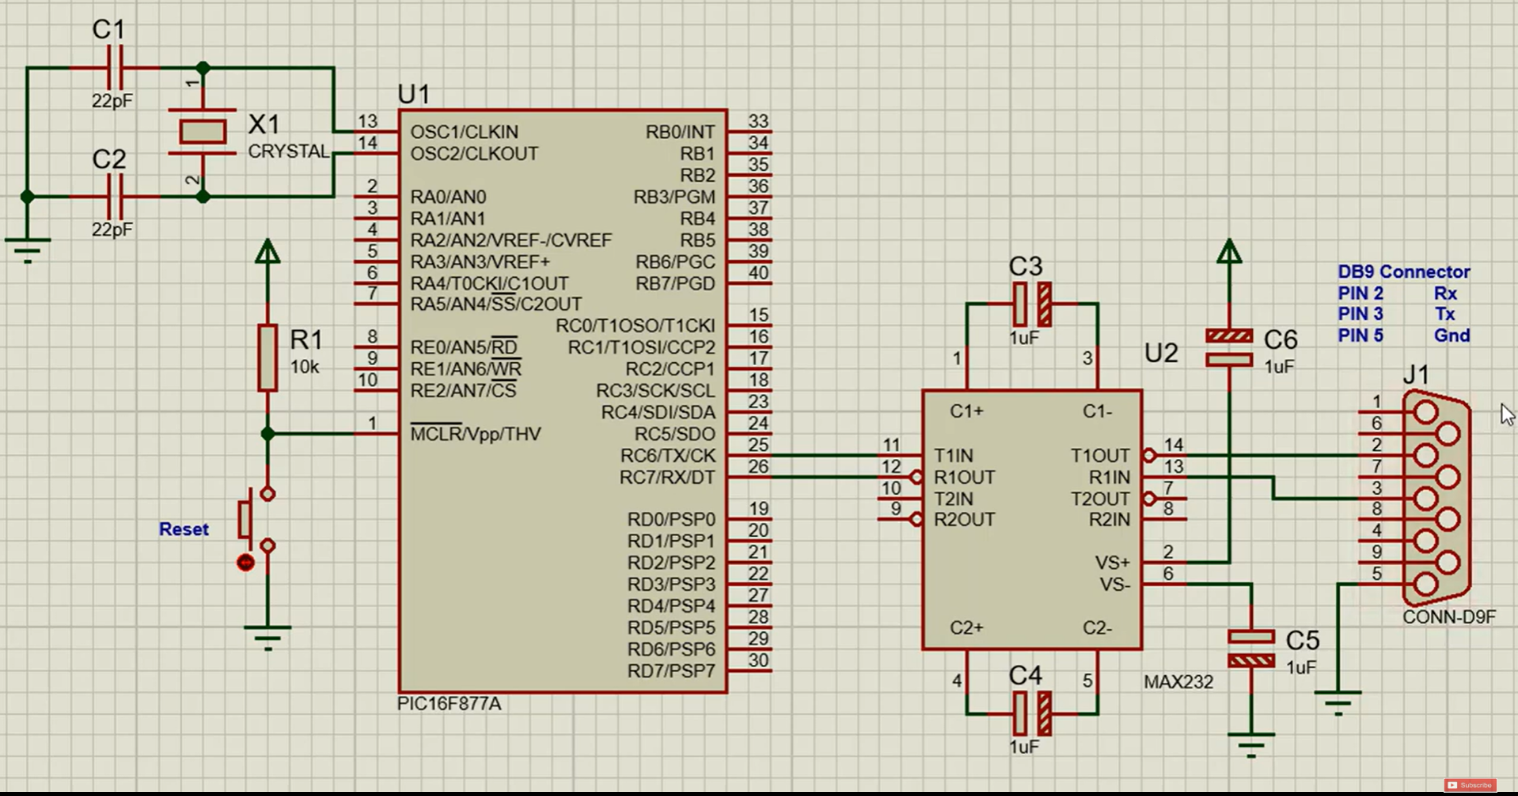 C1
22pF
1
X1
CRYSTAL
2
C2
22pF
R1
10k
Reset
U1
13 OSC1/CLKIN
14 OSC2/CLKOUT
2 RA0/AN0
3 RA1/AN1
4 RA2/AN2/VREF-/CVREF
5 RA3/AN3/VREF+
6 RA4/T0CKI/C1OUT
7 RA5/AN4/SS/C2OUT
8 RE0/AN5/RD
9 RE1/AN6/WR
10 RE2/AN7/CS
1 MCLR/Vpp/THV
RB0/INT 33
RB1 34
RB2 35
RB3/PGM 36
RB4 37
RB5 38
RB6/PGC 39
RB7/PGD 40
RC0/T1OSO/T1CKI 15
RC1/T1OSI/CCP2 16
RC2/CCP1 17
RC3/SCK/SCL 18
RC4/SDI/SDA 23
RC5/SDO 24
RC6/TX/CK 25
RC7/RX/DT 26
RD0/PSP0 19
RD1/PSP1 20
RD2/PSP2 21
RD3/PSP3 22
RD4/PSP4 27
RD5/PSP5 28
RD6/PSP6 29
RD7/PSP7 30
PIC16F877A
C3
1uF
1 3
U2
C1+ C1-
11 T1IN T1OUT 14
12 R1OUT R1IN 13
10 T2IN T2OUT 7
9 R2OUT R2IN 8
VS+ 2
VS- 6
C2+ C2-
4 5
MAX232
C4
1uF
C6
1uF
C5
1uF
DB9 Connector
PIN 2 Rx
PIN 3 Tx
PIN 5 Gnd
J1
1
6
2
7
3
8
4
9
5
CONN-D9F
Subscribe